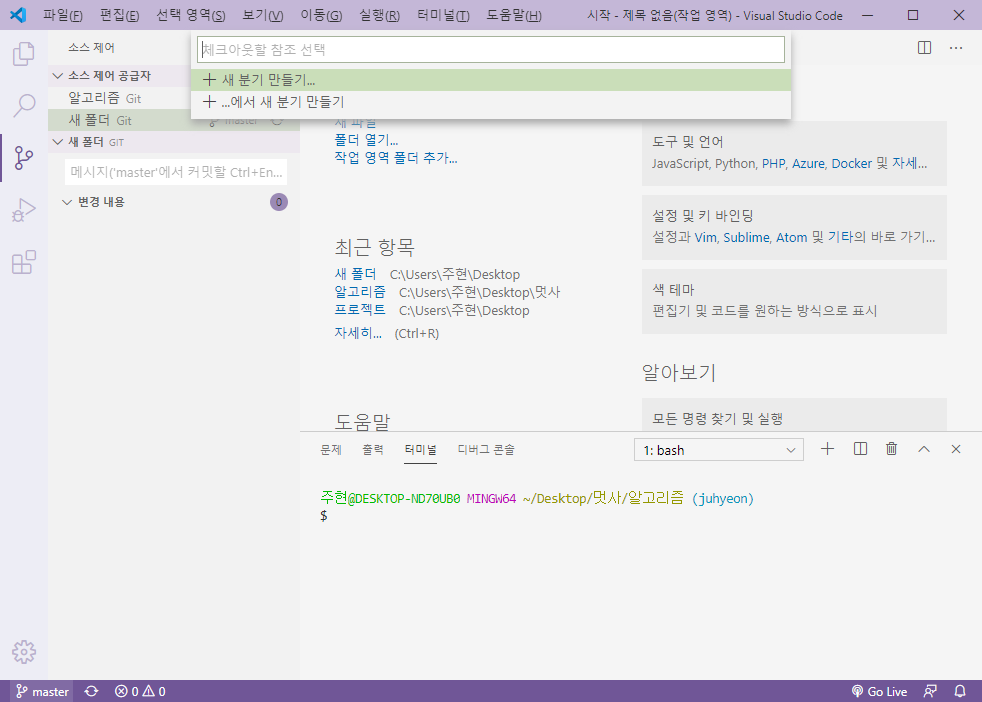 파일(F) 편집(E) 선택 영역(S) 보기(V) 이동(G) 실행(R) 터미널(T) 도움말(H) 시작 - 제목 없음(작업 영역) - Visual Studio Code
소스 제어
체크아웃할 참조 선택
새 분기 만들기...
...에서 새 분기 만들기
소스 제어 공급자
알고리즘 Git
새 폴더 Git master
새 폴더 GIT
메시지('master'에서 커밋할 Ctrl+En...
변경 내용 0
새 파일
폴더 열기...
작업 영역 폴더 추가...
최근 항목
새 폴더 C:\Users\주현\Desktop
알고리즘 C:\Users\주현\Desktop\멋사
프로젝트 C:\Users\주현\Desktop
자세히... (Ctrl+R)
도움말
도구 및 언어
JavaScript, Python, PHP, Azure, Docker 및 자세...
설정 및 키 바인딩
설정과 Vim, Sublime, Atom 및 기타의 바로 가기...
색 테마
편집기 및 코드를 원하는 방식으로 표시
알아보기
모든 명령 찾기 및 실행
문제 출력 터미널 디버그 콘솔 1: bash
주현@DESKTOP-ND70UB0 MINGW64 ~/Desktop/멋사/알고리즘 (juhyeon)
$
master 0 0 Go Live